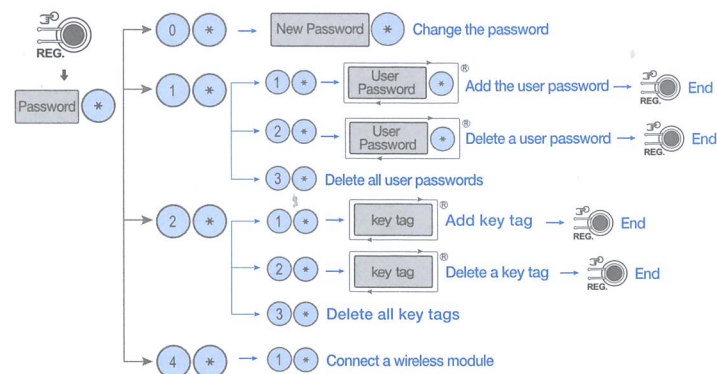 REG.
Password *
0 * New Password * Change the password
1 *
1 * User Password * ® Add the user password REG. End
2 * User Password * ® Delete a user password REG. End
3 * Delete all user passwords
2 *
1 * key tag ® Add key tag REG. End
2 * key tag ® Delete a key tag REG. End
3 * Delete all key tags
4 * 1 * Connect a wireless module